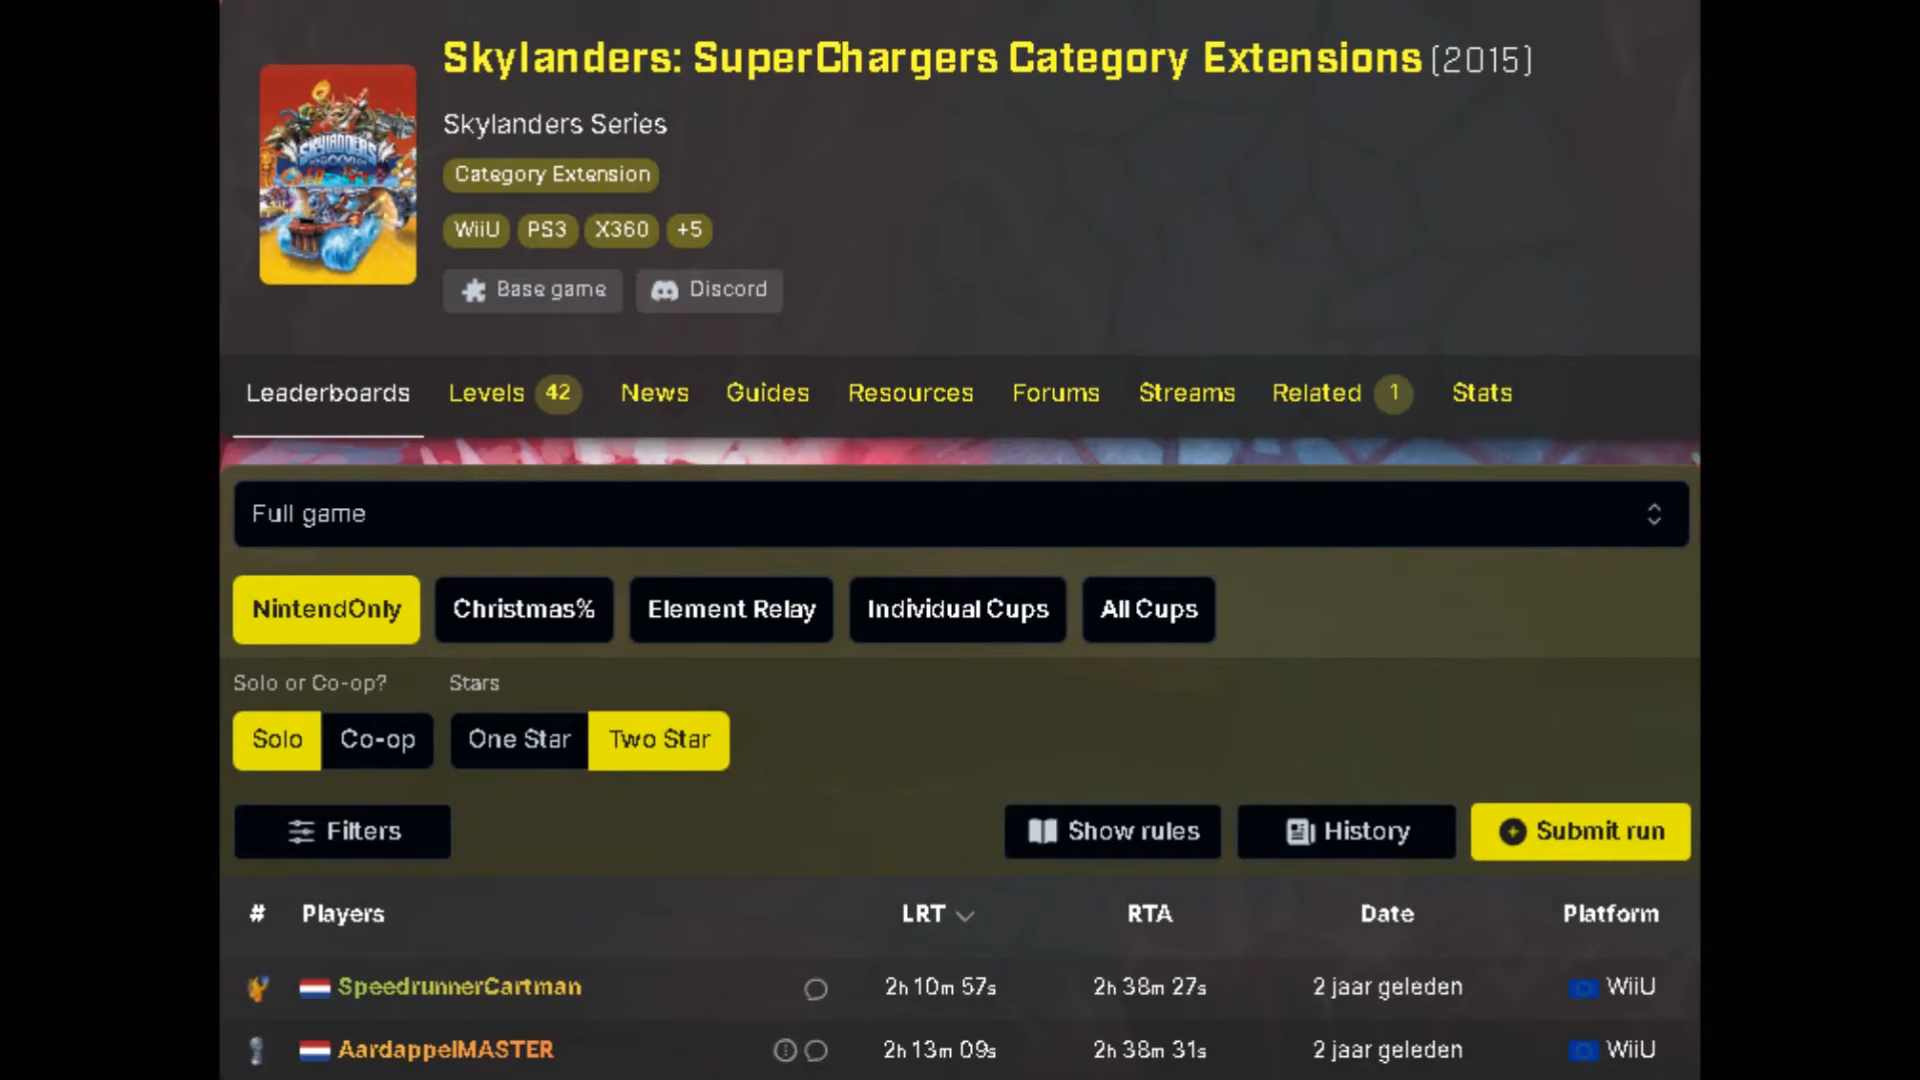 Skylanders: SuperChargers Category Extensions (2015)
Skylanders Series
Category Extension
WiiU PS3 X360 +5
Base game Discord
SKYLANDERS
Leaderboards Levels 42 News Guides Resources Forums Streams Related 1 Stats
Full game
NintendOnly Christmas% Element Relay Individual Cups All Cups
Solo or Co-op? Stars
Solo Co-op One Star Two Star
Filters Show rules History Submit run
# Players LRT RTA Date Platform
SpeedrunnerCartman 2h 10m 57s 2h 38m 27s 2 jaar geleden WiiU
AardappelMASTER 2h 13m 09s 2h 38m 31s 2 jaar geleden WiiU